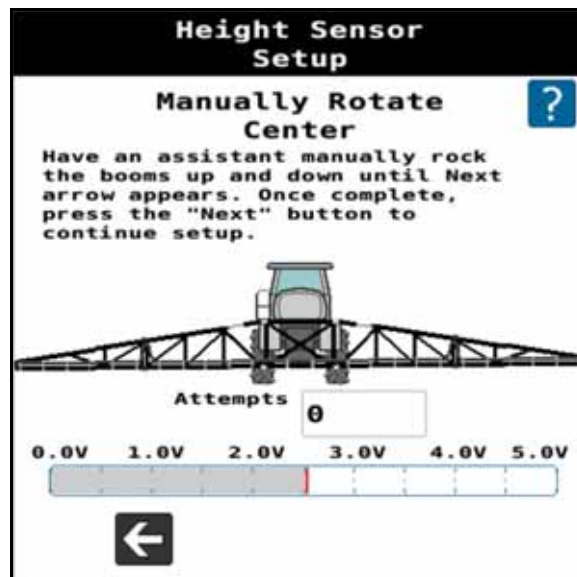 Height Sensor
Setup
Manually Rotate
Center
?
Have an assistant manually rock
the booms up and down until Next
arrow appears. Once complete,
press the "Next" button to
continue setup.
Attempts
0
0.0V 1.0V 2.0V 3.0V 4.0V 5.0V